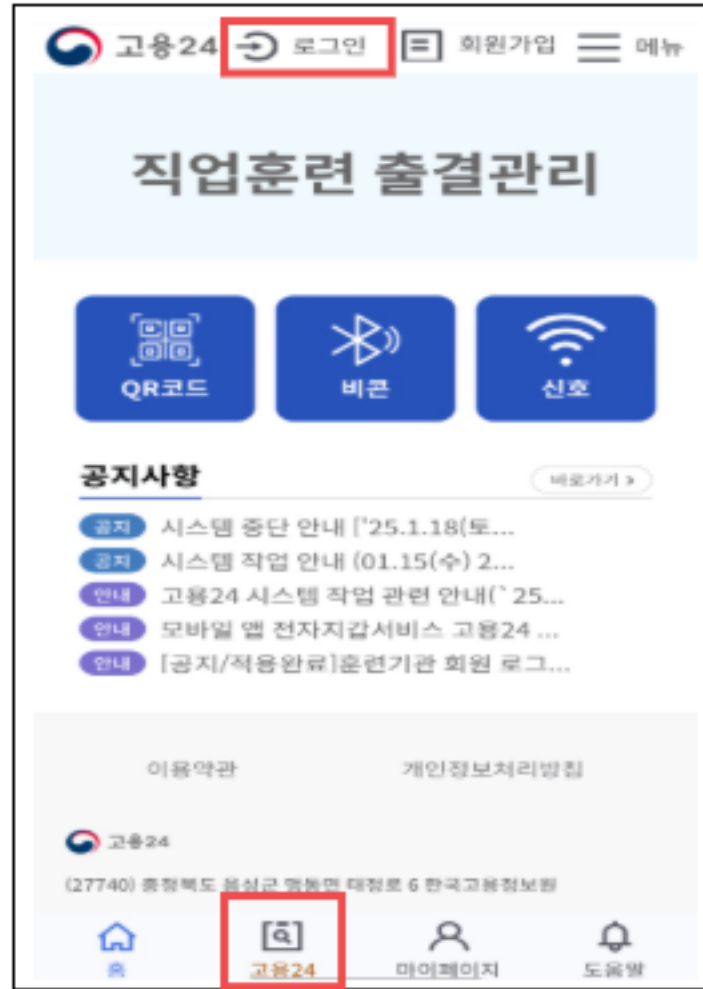 고용24 로그인 회원가입 메뉴
직업훈련 출결관리
QR코드 비콘 신호
공지사항 바로가기 >
공지 시스템 중단 안내 ['25.1.18(토...
공지 시스템 작업 안내 (01.15(수) 2...
안내 고용24 시스템 작업 관련 안내(`25...
안내 모바일 앱 전자지갑서비스 고용24 ...
안내 [공지/적용완료]훈련기관 회원 로그...
이용약관 개인정보처리방침
고용24
(27740) 충청북도 음성군 맹동면 태정로 6 한국고용정보원
홈 고용24 마이페이지 도움말